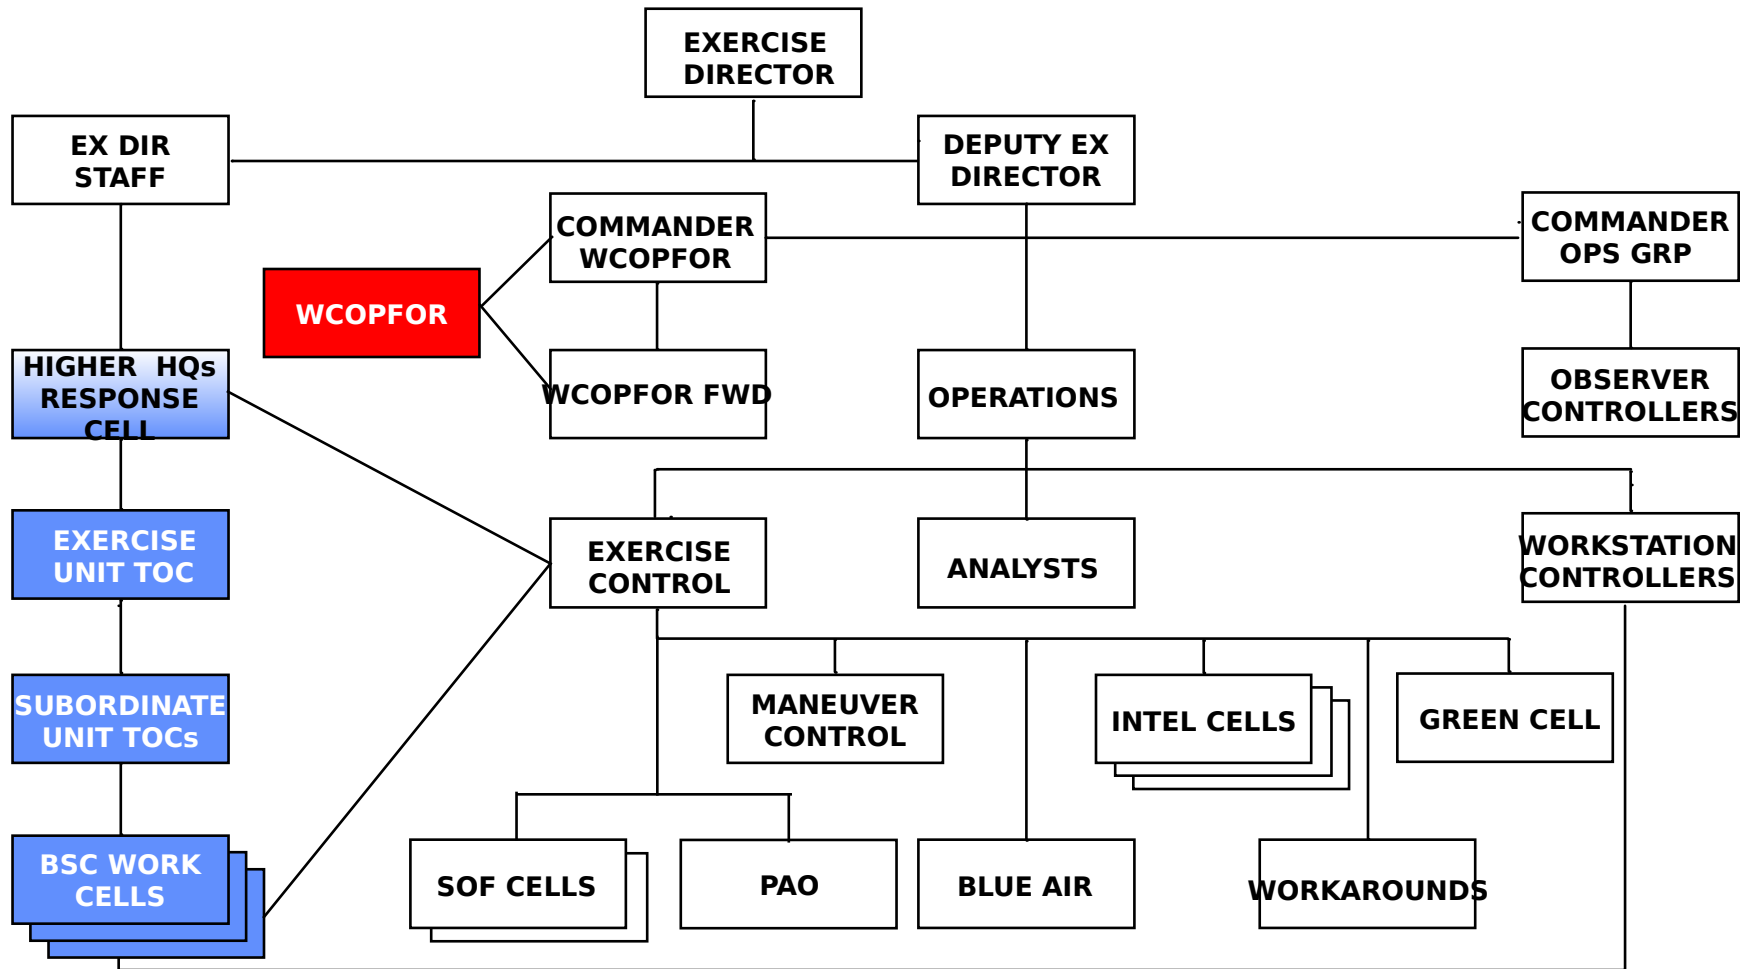 EXERCISE
DIRECTOR
EX DIR
STAFF
DEPUTY EX
DIRECTOR
COMMANDER
WCOPFOR
COMMANDER
OPS GRP
WCOPFOR
HIGHER  HQs
RESPONSE
CELL
WCOPFOR FWD
OPERATIONS
OBSERVER
CONTROLLERS
EXERCISE
UNIT TOC
EXERCISE
CONTROL
ANALYSTS
WORKSTATION
CONTROLLERS
SUBORDINATE
UNIT TOCs
MANEUVER
CONTROL
INTEL CELLS
GREEN CELL
BSC WORK
CELLS
SOF CELLS
PAO
BLUE AIR
WORKAROUNDS